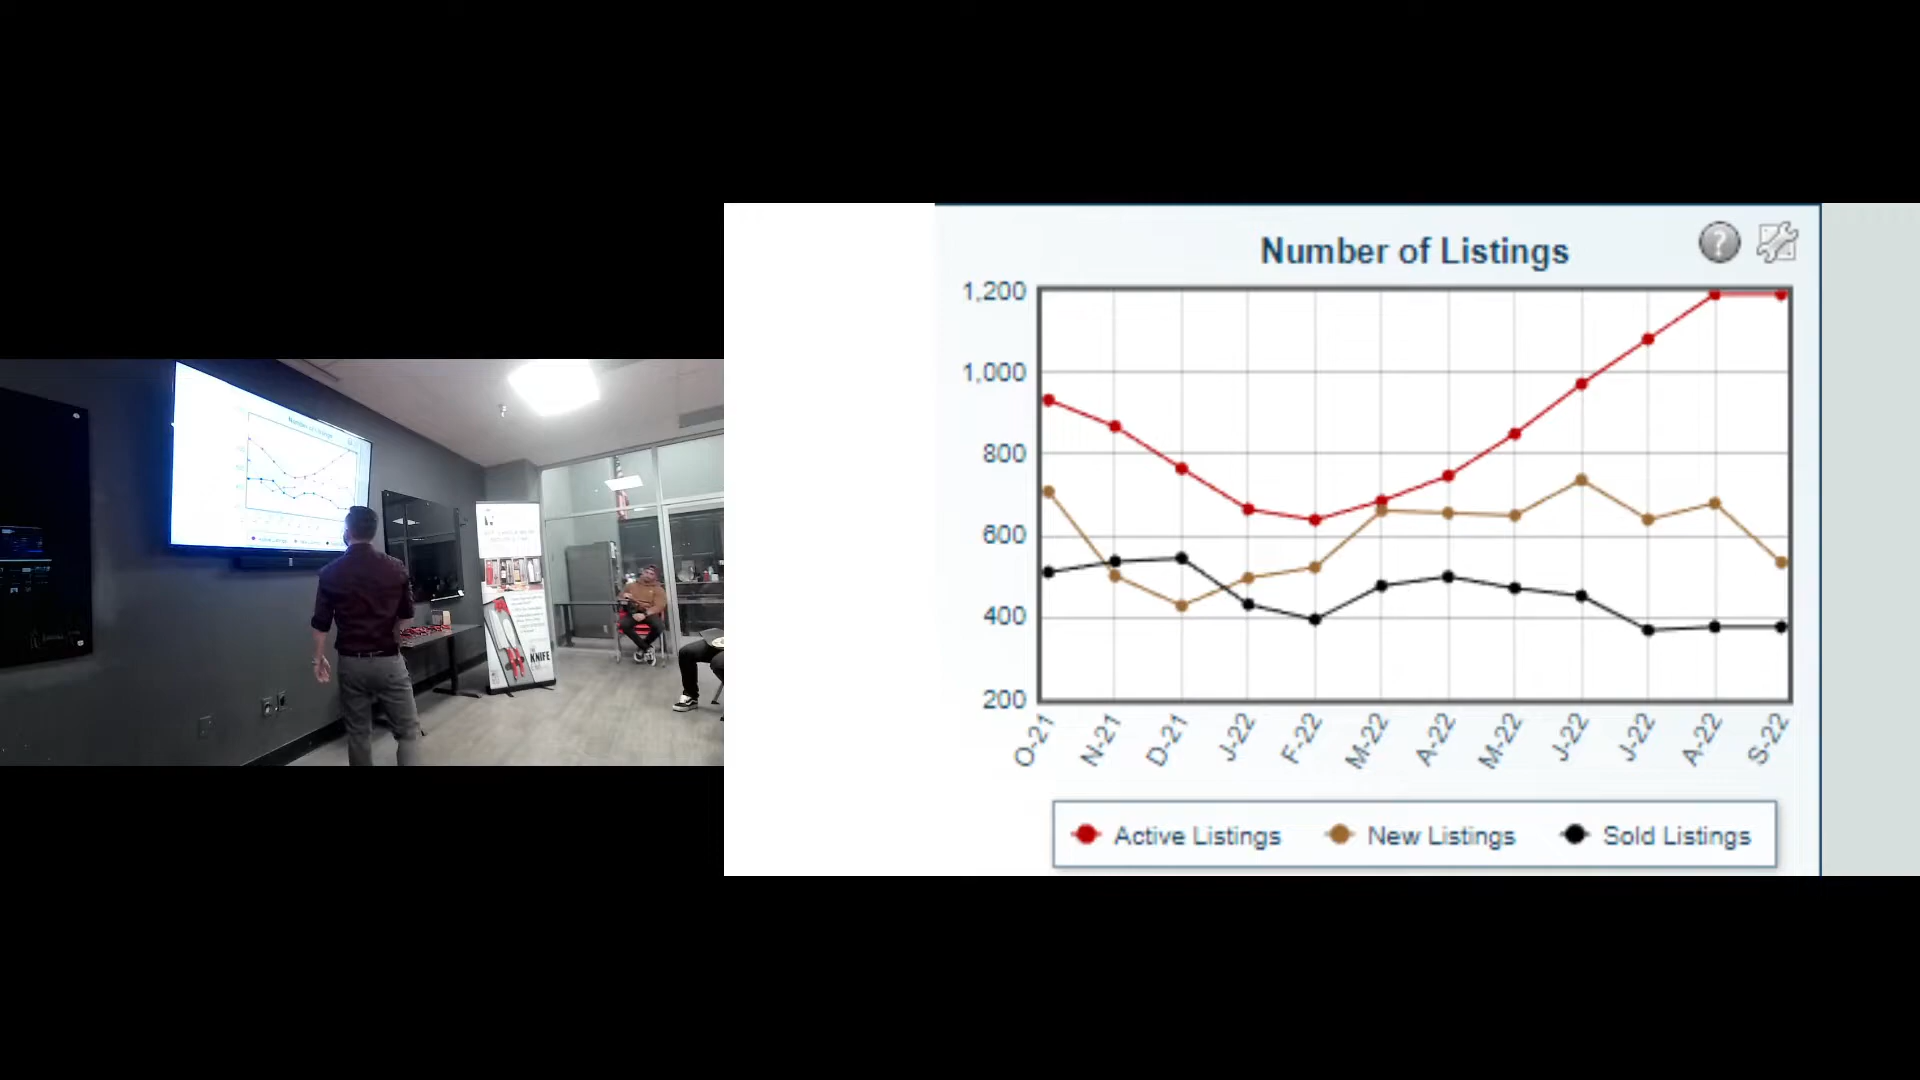 Number of Listings
?
1,200
1,000
800
600
400
200
O-21
N-21
D-21
J-22
F-22
M-22
A-22
M-22
J-22
J-22
A-22
S-22
Active Listings
New Listings
Sold Listings
KNIFE